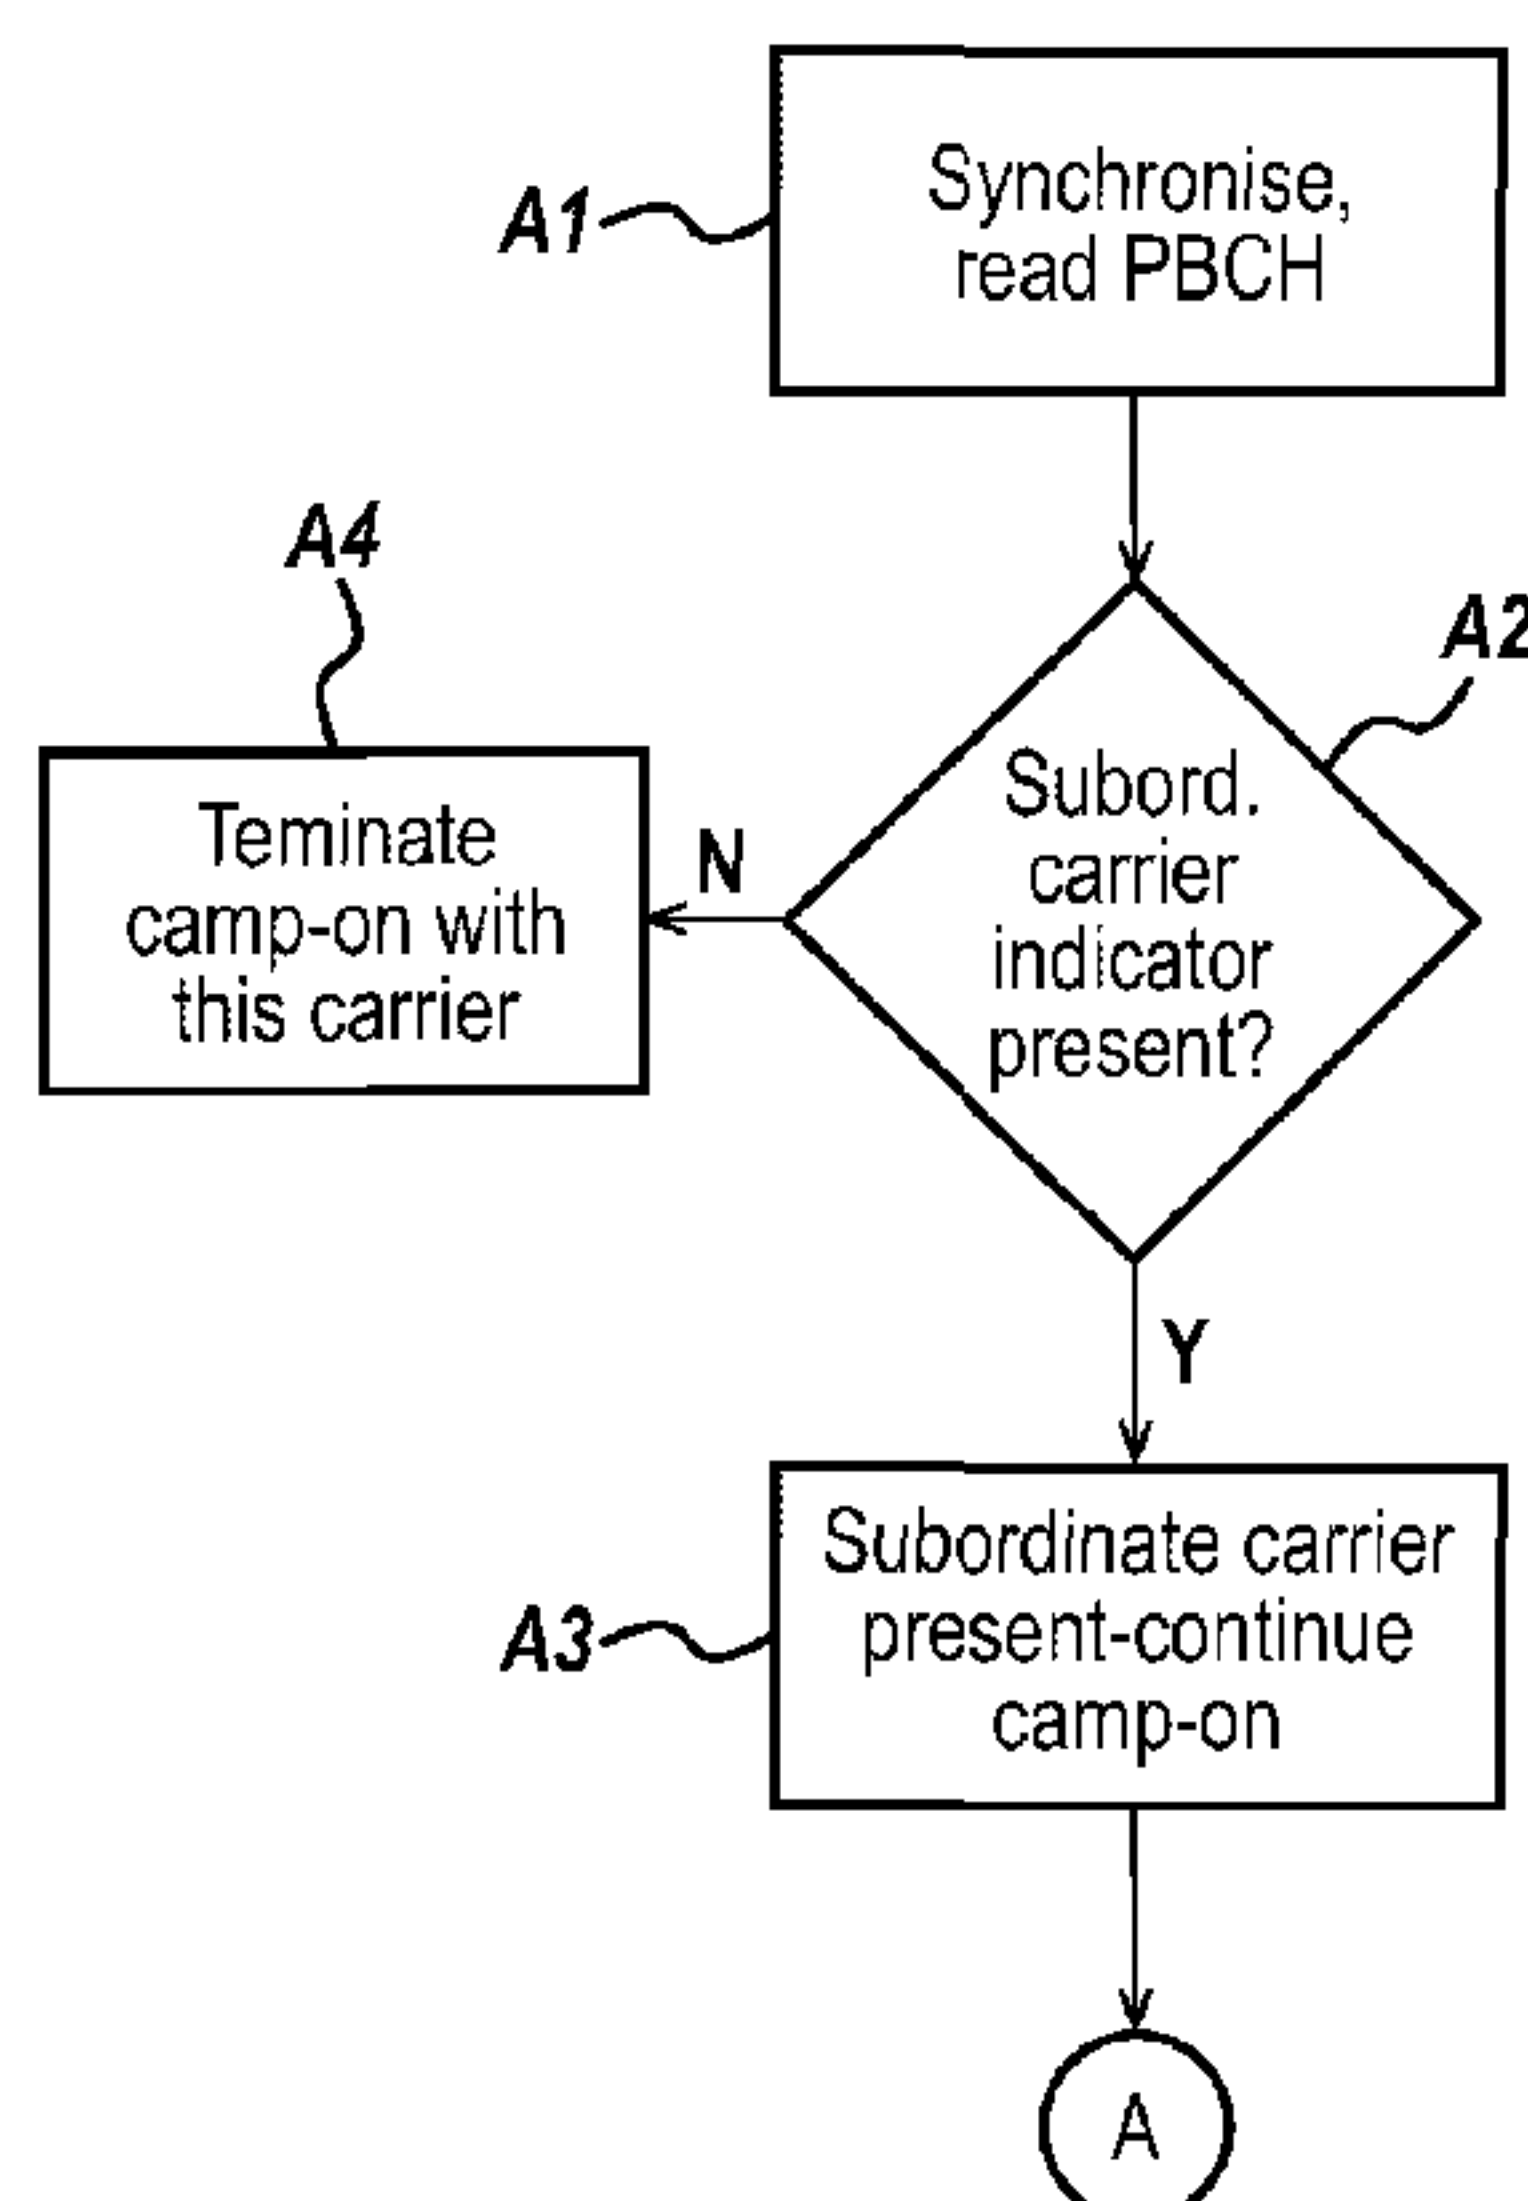 A1
Synchronise,
read PBCH
A4
A2
Subord.
carrier
indicator
present?
N
Teminate
camp-on with
this carrier
Y
A3
Subordinate carrier
present-continue
camp-on
A